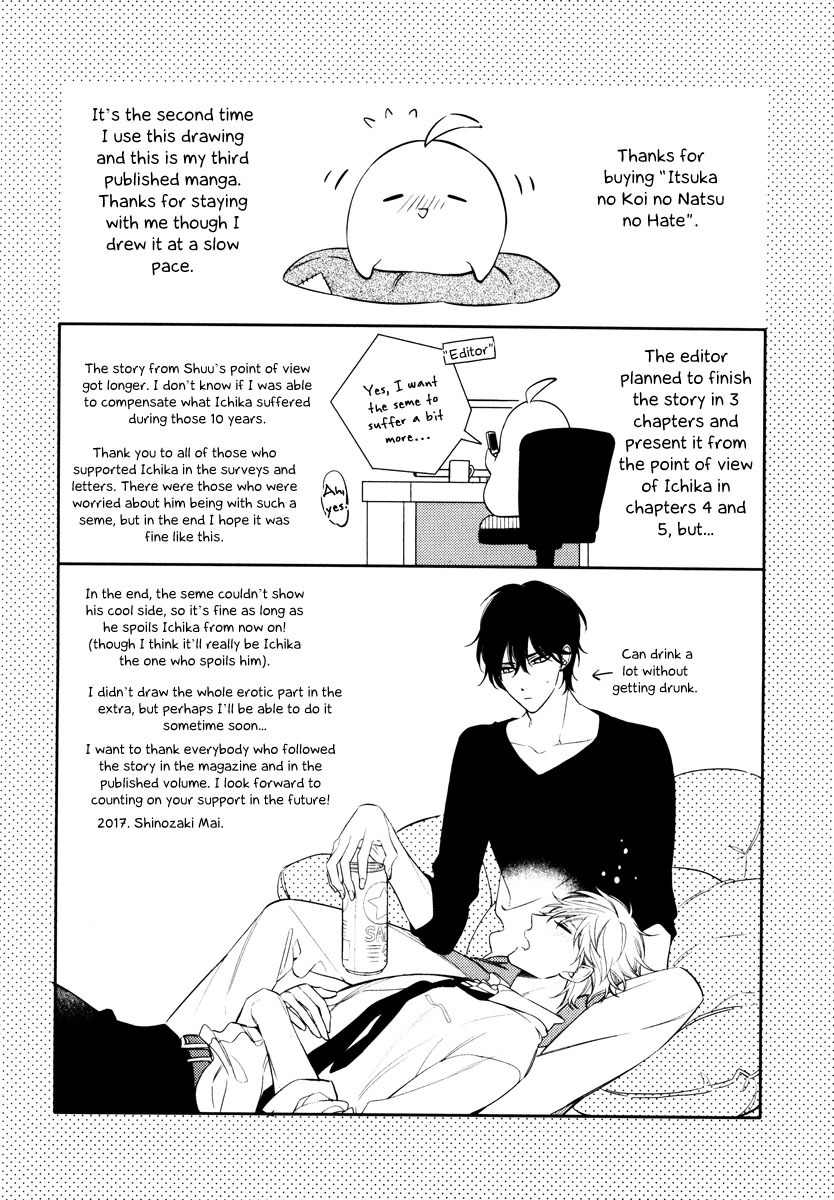 Thanks for
buying "Itsuka
no Koi no Natsu
no Hate".
It's the second time
I use this drawing
and this is my third
published manga.
Thanks for staying
with me though I
drew it at a slow
pace.
The editor
planned to finish
the story in 3
chapters and
present it from
the point of view
of Ichika in
chapters 4 and
5, but...
"Editor"
Yes, I want
the seme to
suffer a bit
more...
Ah,
yes.
The story from Shuu's point of view
got longer. I don't know if I was able
to compensate what Ichika suffered
during those 10 years.
Thank you to all of those who
supported Ichika in the surveys and
letters. There were those who were
worried about him being with such a
seme, but in the end I hope it was
fine like this.
Can drink a
lot without
getting drunk.
In the end, the seme couldn't show
his cool side, so it's fine as long as
he spoils Ichika from now on!
(though I think it'll really be Ichika
the one who spoils him).
I didn't draw the whole erotic part in the
extra, but perhaps I'll be able to do it
sometime soon...
I want to thank everybody who followed
the story in the magazine and in the
published volume. I look forward to
counting on your support in the future!
2017. Shinozaki Mai.